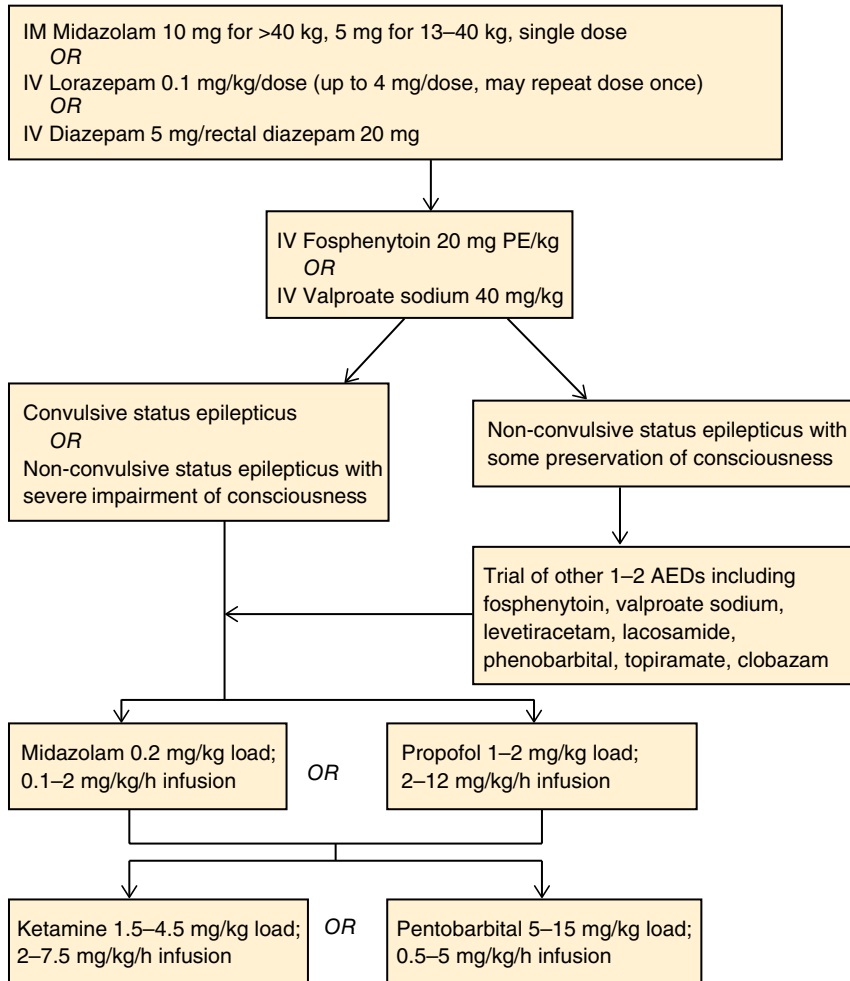 IM Midazolam 10 mg for >40 kg, 5 mg for 13–40 kg, single dose
OR
IV Lorazepam 0.1 mg/kg/dose (up to 4 mg/dose, may repeat dose once)
OR
IV Diazepam 5 mg/rectal diazepam 20 mg
IV Fosphenytoin 20 mg PE/kg
OR
IV Valproate sodium 40 mg/kg
Convulsive status epilepticus
OR
Non-convulsive status epilepticus with
severe impairment of consciousness
Non-convulsive status epilepticus with
some preservation of consciousness
Trial of other 1–2 AEDs including
fosphenytoin, valproate sodium,
levetiracetam, lacosamide,
phenobarbital, topiramate, clobazam
Midazolam 0.2 mg/kg load;
0.1–2 mg/kg/h infusion
OR
Propofol 1–2 mg/kg load;
2–12 mg/kg/h infusion
Ketamine 1.5–4.5 mg/kg load;
2–7.5 mg/kg/h infusion
OR
Pentobarbital 5–15 mg/kg load;
0.5–5 mg/kg/h infusion